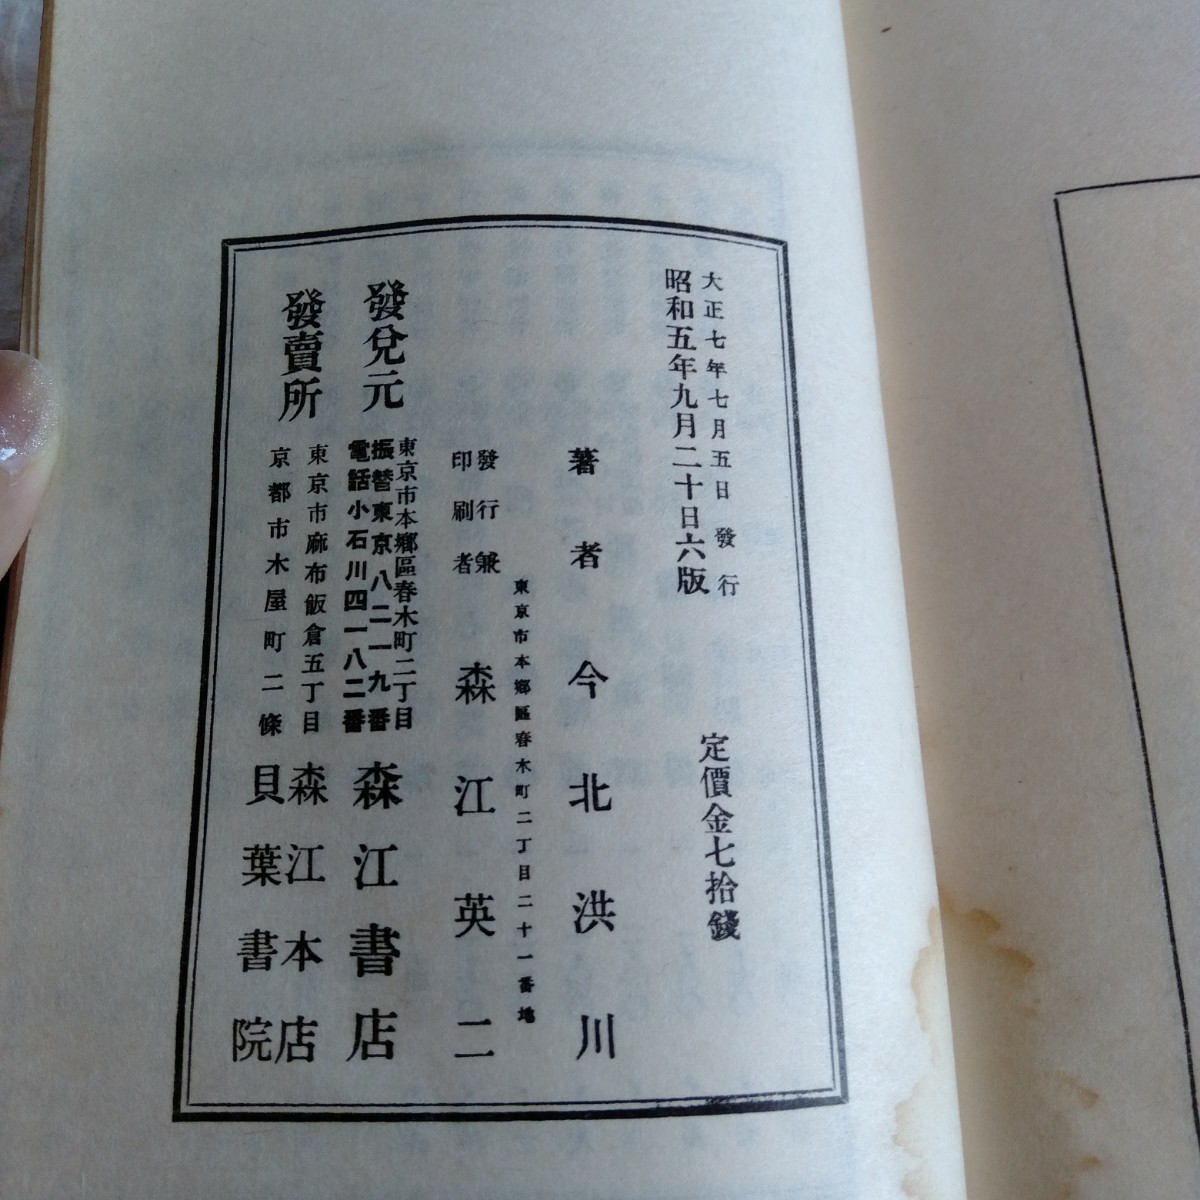 大正七年七月五日發行
昭和五年九月二十日六版
定價金七拾錢
著者 今北洪川
東京市本鄉區春木町二丁目二十一番地
發行兼
印刷者 森江英二
發兌元
東京市本鄉區春木町二丁目
振替東京八二一九番
電話小石川四一八二番
森江書店
發賣所
東京市麻布飯倉五丁目 森江本店
京都市木屋町二條 貝葉書院